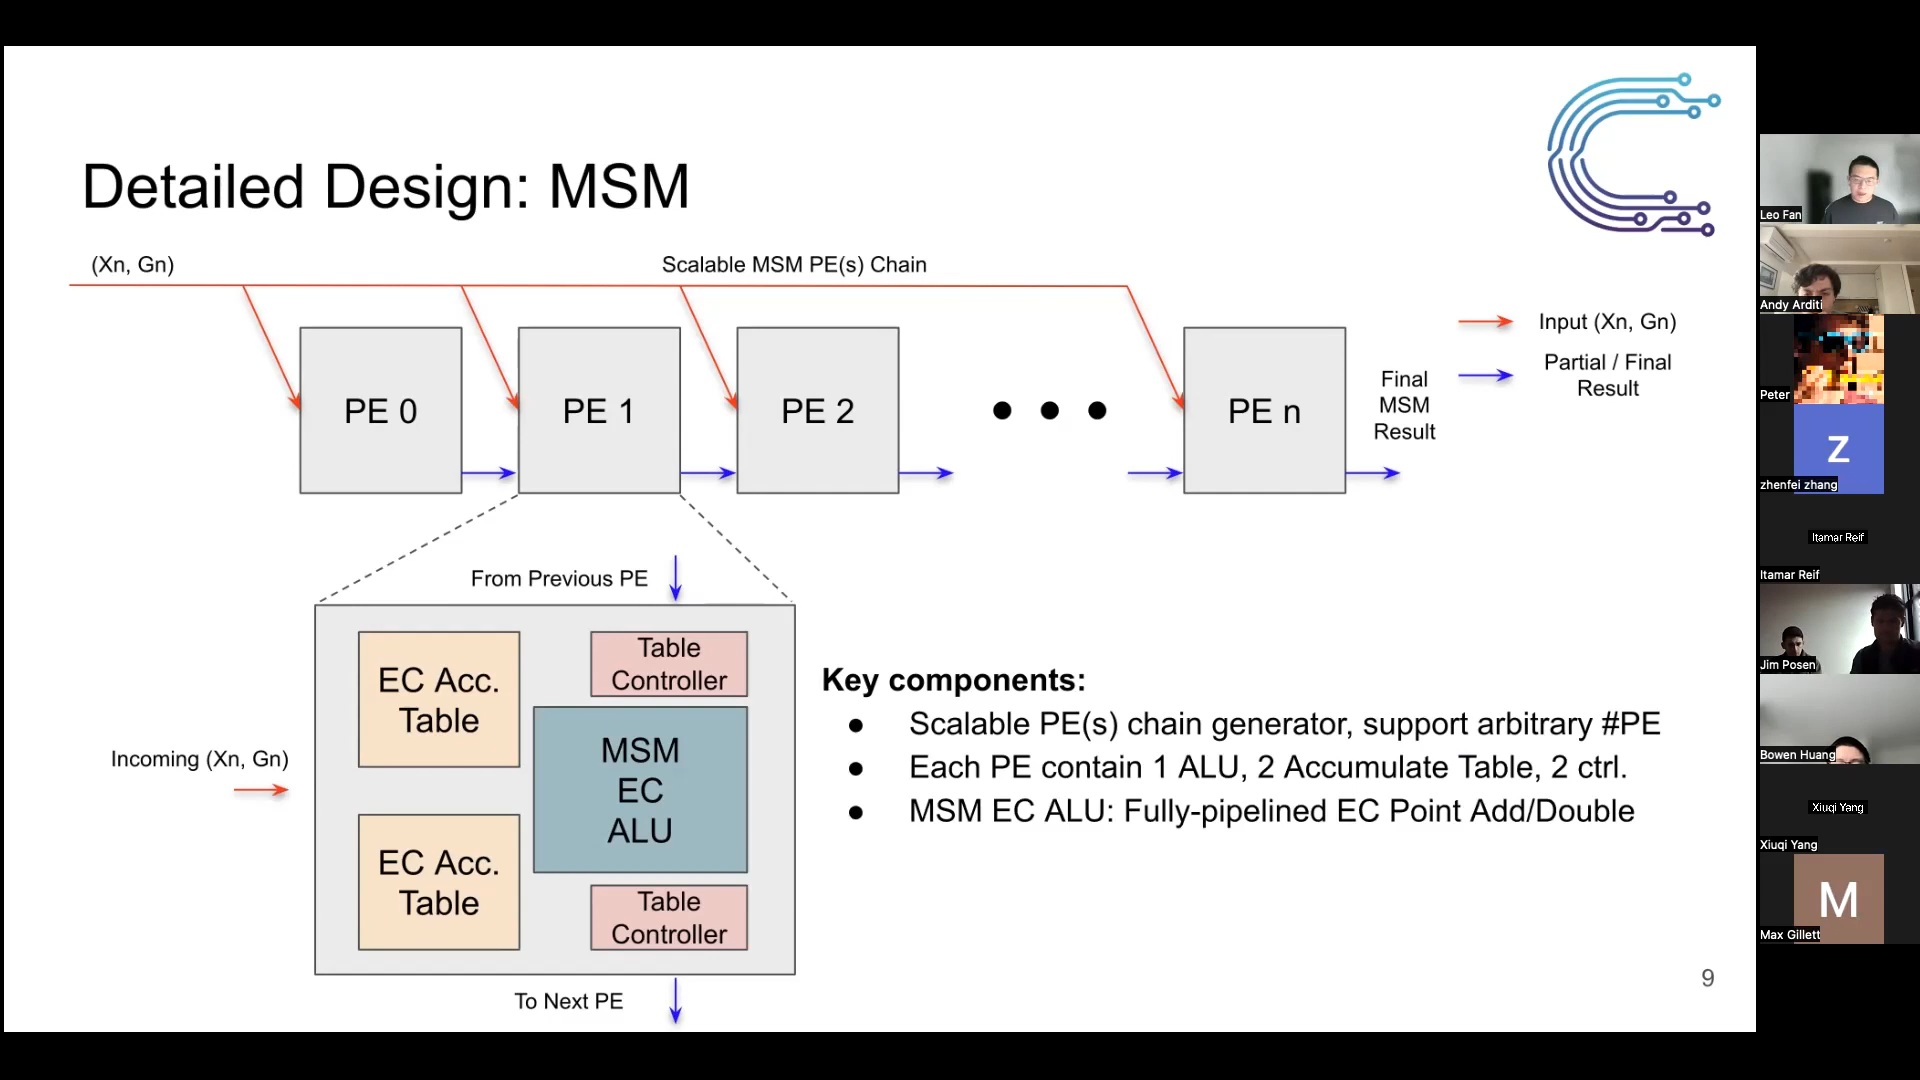 Detailed Design: MSM
(Xn, Gn)
Scalable MSM PE(s) Chain
PE 0
PE 1
PE 2
PE n
Final
MSM
Result
Input (Xn, Gn)
Partial / Final
Result
From Previous PE
EC Acc.
Table
Table
Controller
MSM
EC
ALU
Incoming (Xn, Gn)
EC Acc.
Table
Table
Controller
To Next PE
Key components:
● Scalable PE(s) chain generator, support arbitrary #PE
● Each PE contain 1 ALU, 2 Accumulate Table, 2 ctrl.
● MSM EC ALU: Fully-pipelined EC Point Add/Double
9
Leo Fan
Andy Arditi
Peter
Z
zhenfei zhang
Itamar Reif
Itamar Reif
Jim Posen
Bowen Huang
Xiuqi Yang
Xiuqi Yang
M
Max Gillett